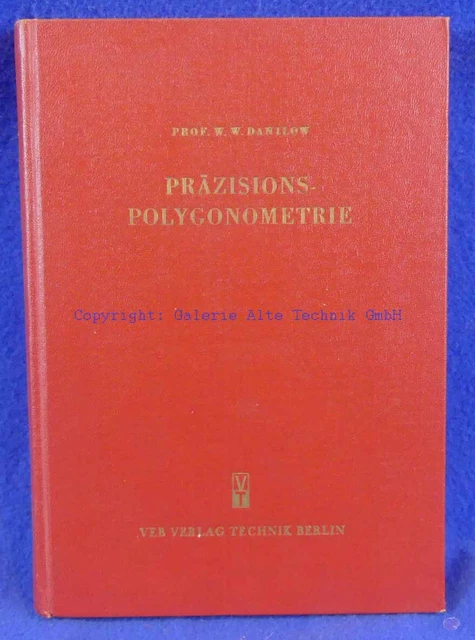 PROF. W. W. DANILOW
PRÄZISIONS-
POLYGONOMETRIE
Copyright: Galerie Alte Technik GmbH
VT
VEB VERLAG TECHNIK BERLIN